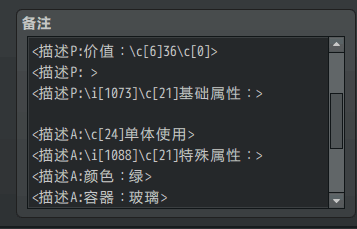 备注
<描述P:价值：\c[6]36\c[0]>
<描述P: >
<描述P:\i[1073]\c[21]基础属性：>
<描述A:\c[24]单体使用>
<描述A:\i[1088]\c[21]特殊属性：>
<描述A:颜色：绿>
<描述A:容器：玻璃>